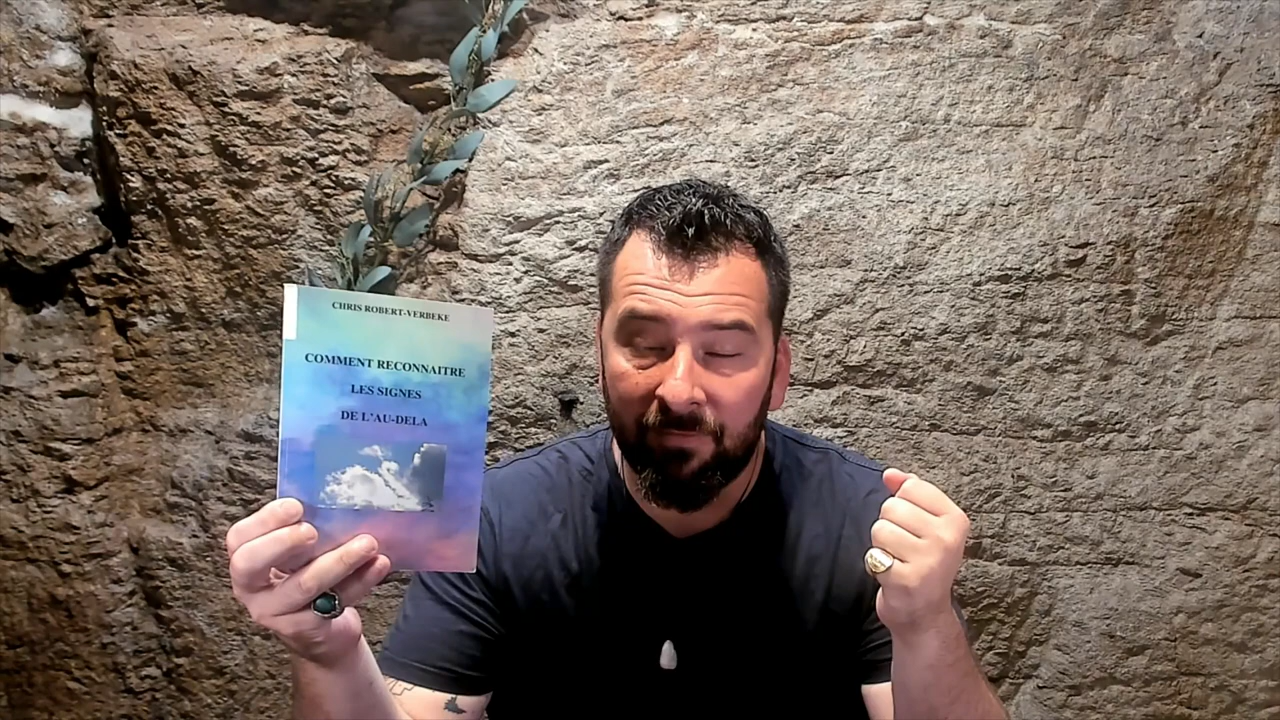 CHRIS ROBERT-VERBEKE
COMMENT RECONNAITRE
LES SIGNES
DE L'AU-DELA